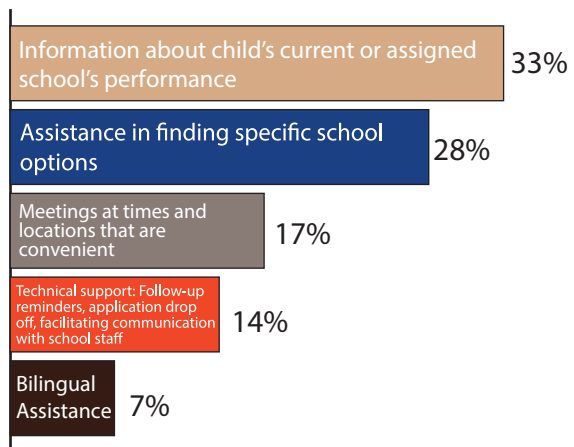 Information about child’s current or assigned
school’s performance
33%
Assistance in finding specific school
options
28%
Meetings at times and
locations that are
convenient
17%
Technical support: Follow-up
reminders, application drop
off, facilitating communication
with school staff
14%
Bilingual
Assistance
7%